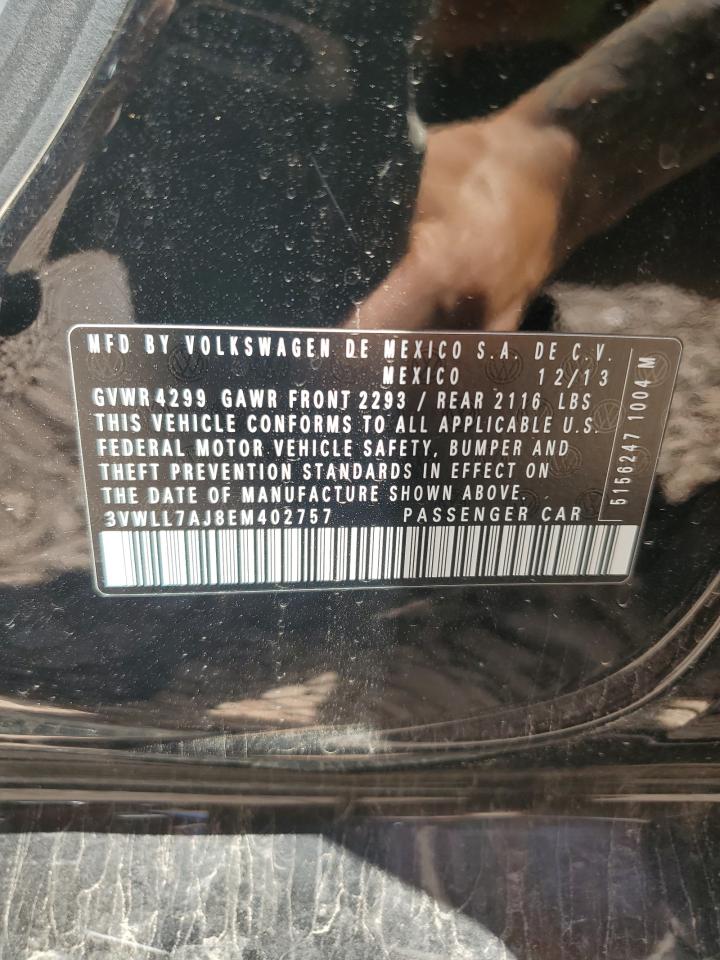 MFD BY VOLKSWAGEN DE MEXICO S.A. DE C.V.
MEXICO 12/13
GVWR 4299 GAWR FRONT 2293 / REAR 2116 LBS
THIS VEHICLE CONFORMS TO ALL APPLICABLE U.S.
FEDERAL MOTOR VEHICLE SAFETY, BUMPER AND
THEFT PREVENTION STANDARDS IN EFFECT ON
THE DATE OF MANUFACTURE SHOWN ABOVE.
3VWLL7AJ8EM402757 PASSENGER CAR
5156247 1004 M